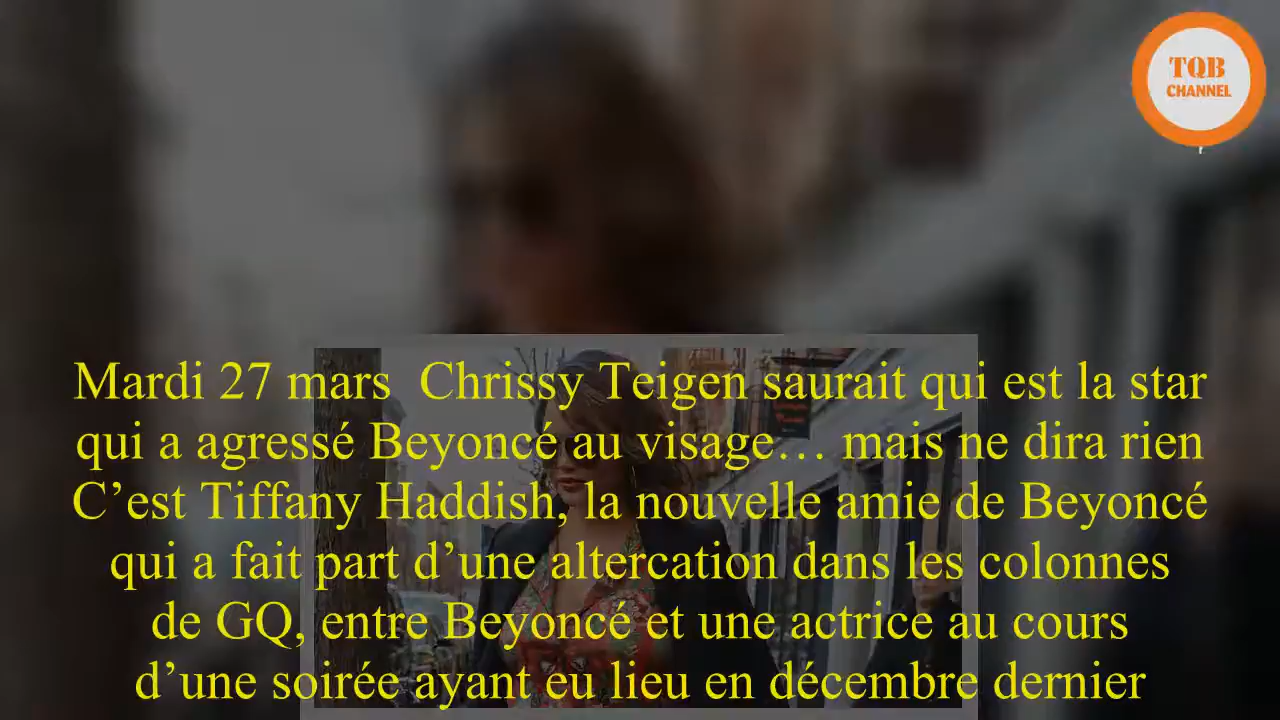 TQB
CHANNEL
Mardi 27 mars  Chrissy Teigen saurait qui est la star
qui a agressé Beyoncé au visage… mais ne dira rien
C’est Tiffany Haddish, la nouvelle amie de Beyoncé
qui a fait part d’une altercation dans les colonnes
de GQ, entre Beyoncé et une actrice au cours
d’une soirée ayant eu lieu en décembre dernier